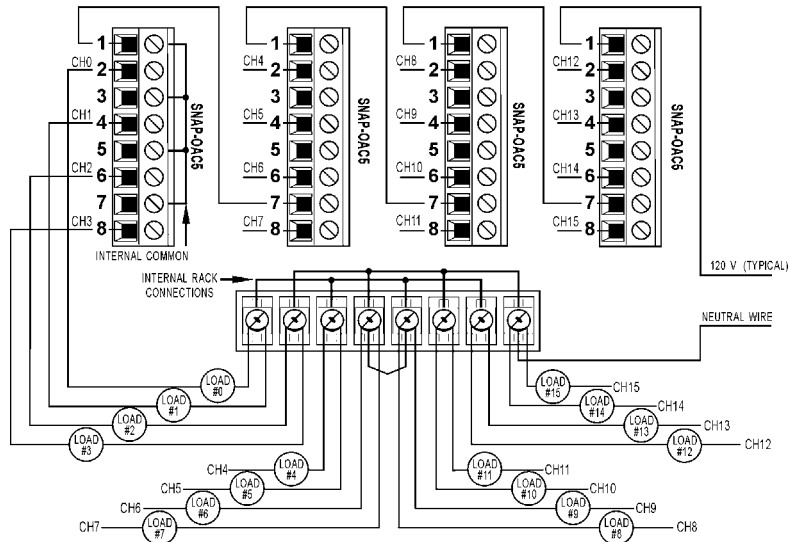 1
CH0 2
3
CH1 4
5
CH2 6
7
CH3 8
SNAP-OAC5
INTERNAL COMMON
1
CH4 2
3
CH5 4
5
CH6 6
7
CH7 8
SNAP-OAC5
1
CH8 2
3
CH9 4
5
CH10 6
7
CH11 8
SNAP-OAC5
1
CH12 2
3
CH13 4
5
CH14 6
7
CH15 8
SNAP-OAC5
120 V (TYPICAL)
INTERNAL RACK
CONNECTIONS
NEUTRAL WIRE
LOAD
#0
LOAD
#1
LOAD
#2
LOAD
#3
CH4 LOAD
#4
CH5 LOAD
#5
CH6 LOAD
#6
CH7 LOAD
#7
LOAD
#15 CH15
LOAD
#14 CH14
LOAD
#13 CH13
LOAD
#12 CH12
LOAD
#11 CH11
LOAD
#10 CH10
LOAD
#9 CH9
LOAD
#8 CH8